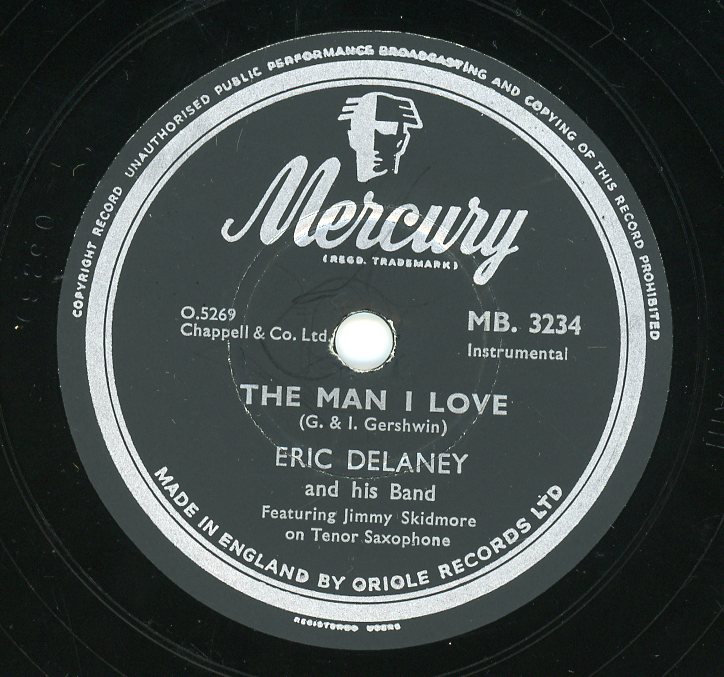 COPYRIGHT RECORD UNAUTHORISED PUBLIC PERFORMANCE BROADCASTING AND COPYING OF THIS RECORD PROHIBITED
Mercury
(REGD. TRADEMARK)
O.5269
Chappell & Co. Ltd.
MB. 3234
Instrumental
THE MAN I LOVE
(G. & I. Gershwin)
ERIC DELANEY
and his Band
Featuring Jimmy Skidmore
on Tenor Saxophone
MADE IN ENGLAND BY ORIOLE RECORDS LTD
REGISTERED USERS